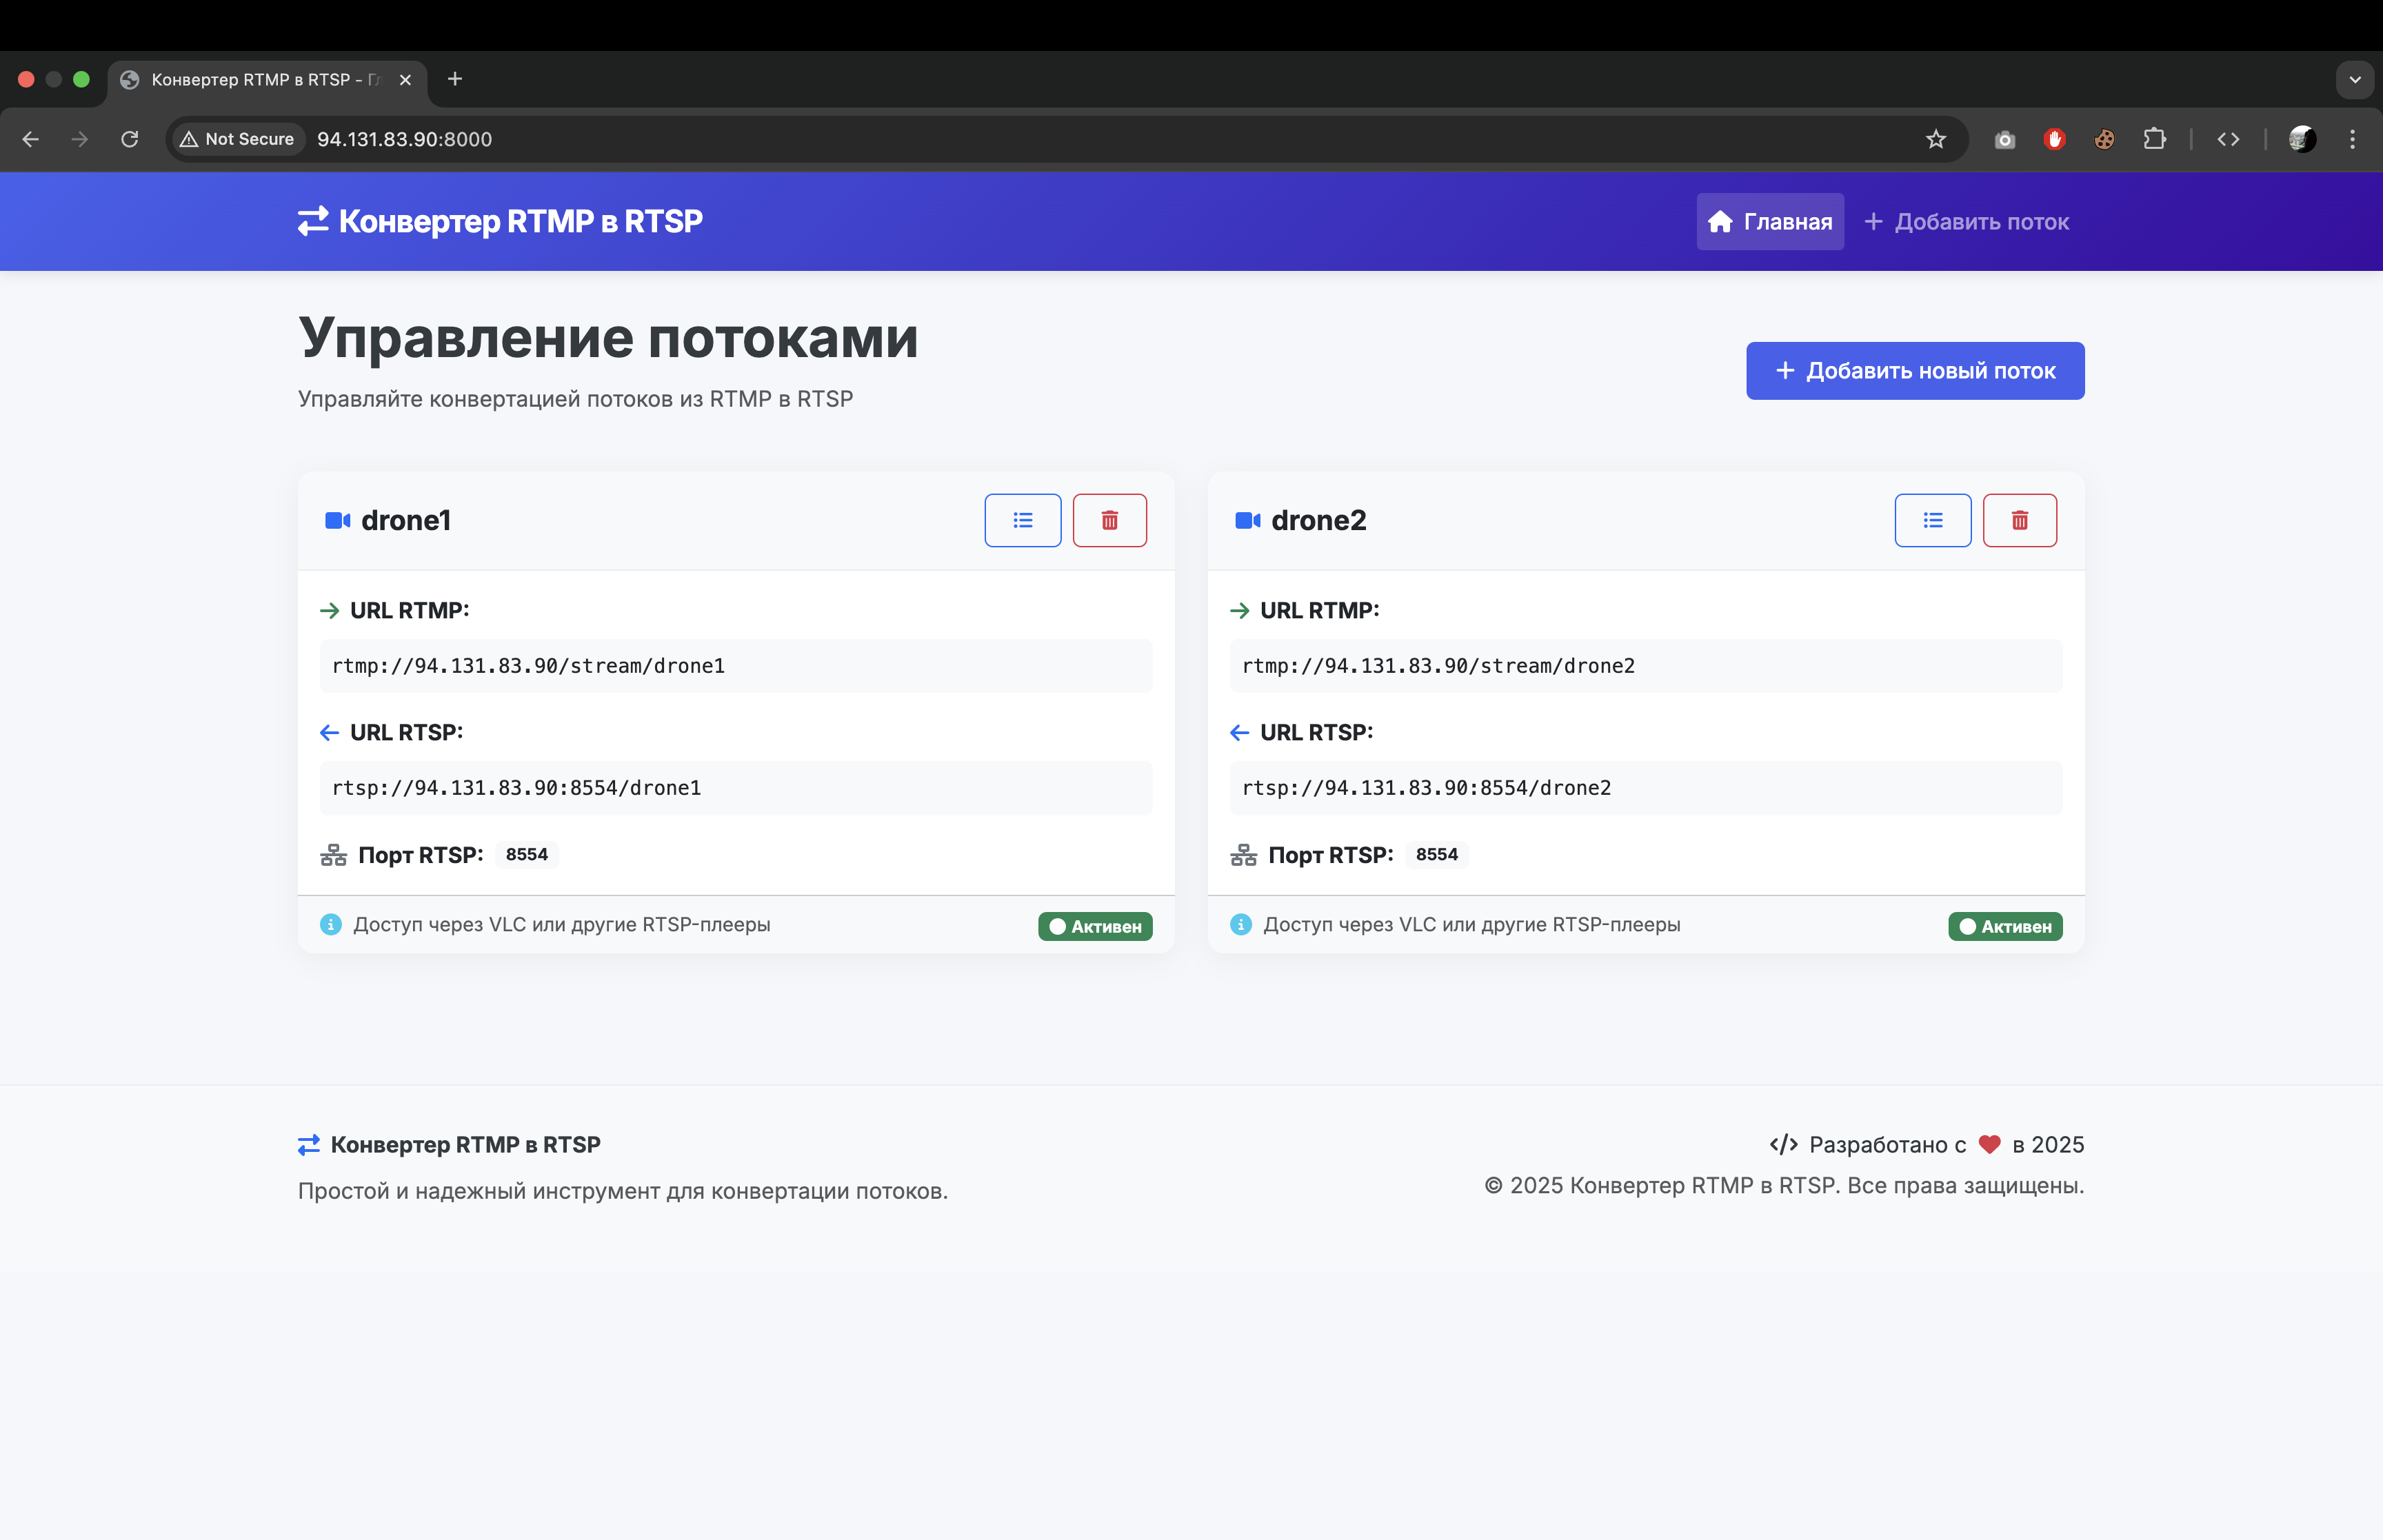 Конвертер RTMP в RTSP - Гл
Not Secure
94.131.83.90:8000
Конвертер RTMP в RTSP
Главная
Добавить поток
Управление потоками
Управляйте конвертацией потоков из RTMP в RTSP
Добавить новый поток
drone1
URL RTMP:
rtmp://94.131.83.90/stream/drone1
URL RTSP:
rtsp://94.131.83.90:8554/drone1
Порт RTSP: 8554
Доступ через VLC или другие RTSP-плееры
Активен
drone2
URL RTMP:
rtmp://94.131.83.90/stream/drone2
URL RTSP:
rtsp://94.131.83.90:8554/drone2
Порт RTSP: 8554
Доступ через VLC или другие RTSP-плееры
Активен
Конвертер RTMP в RTSP
Простой и надежный инструмент для конвертации потоков.
Разработано с ❤ в 2025
© 2025 Конвертер RTMP в RTSP. Все права защищены.